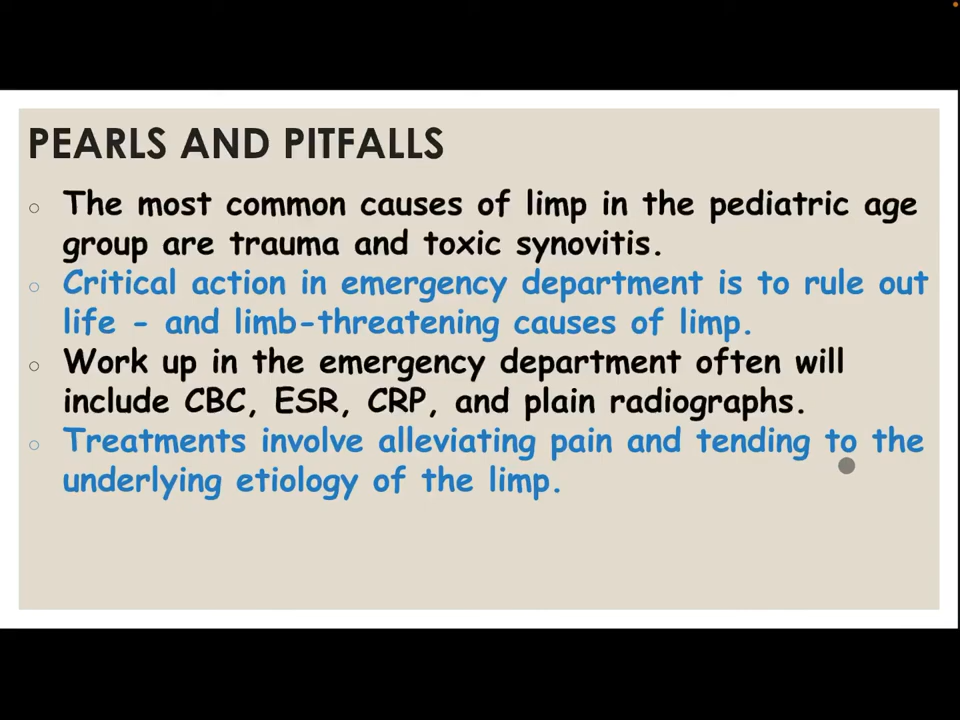 PEARLS AND PITFALLS
The most common causes of limp in the pediatric age
group are trauma and toxic synovitis.
Critical action in emergency department is to rule out
life - and limb-threatening causes of limp.
Work up in the emergency department often will
include CBC, ESR, CRP, and plain radiographs.
Treatments involve alleviating pain and tending to the
underlying etiology of the limp.